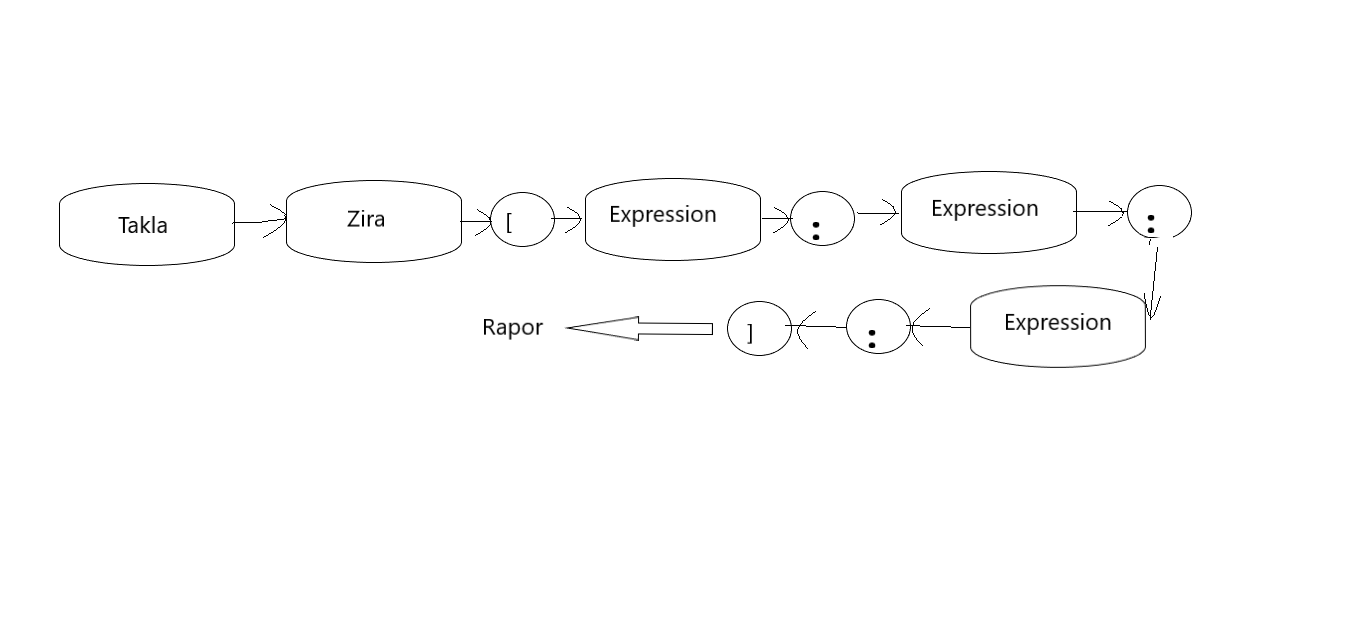 Takla Zira [ Expression : Expression :
Rapor ] : Expression